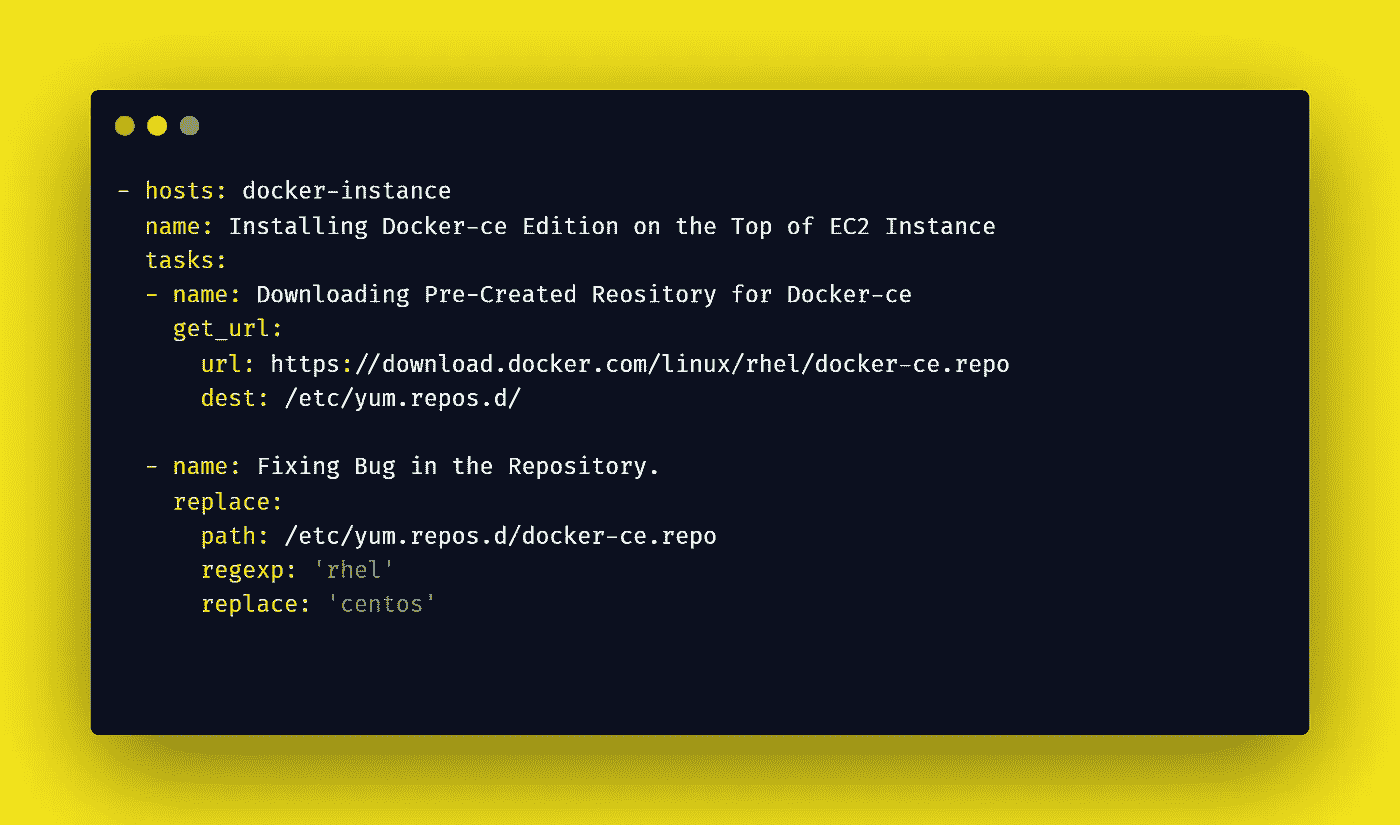 - hosts: docker-instance
  name: Installing Docker-ce Edition on the Top of EC2 Instance
  tasks:
  - name: Downloading Pre-Created Reository for Docker-ce
    get_url:
      url: https://download.docker.com/linux/rhel/docker-ce.repo
      dest: /etc/yum.repos.d/

  - name: Fixing Bug in the Repository.
    replace:
      path: /etc/yum.repos.d/docker-ce.repo
      regexp: 'rhel'
      replace: 'centos'